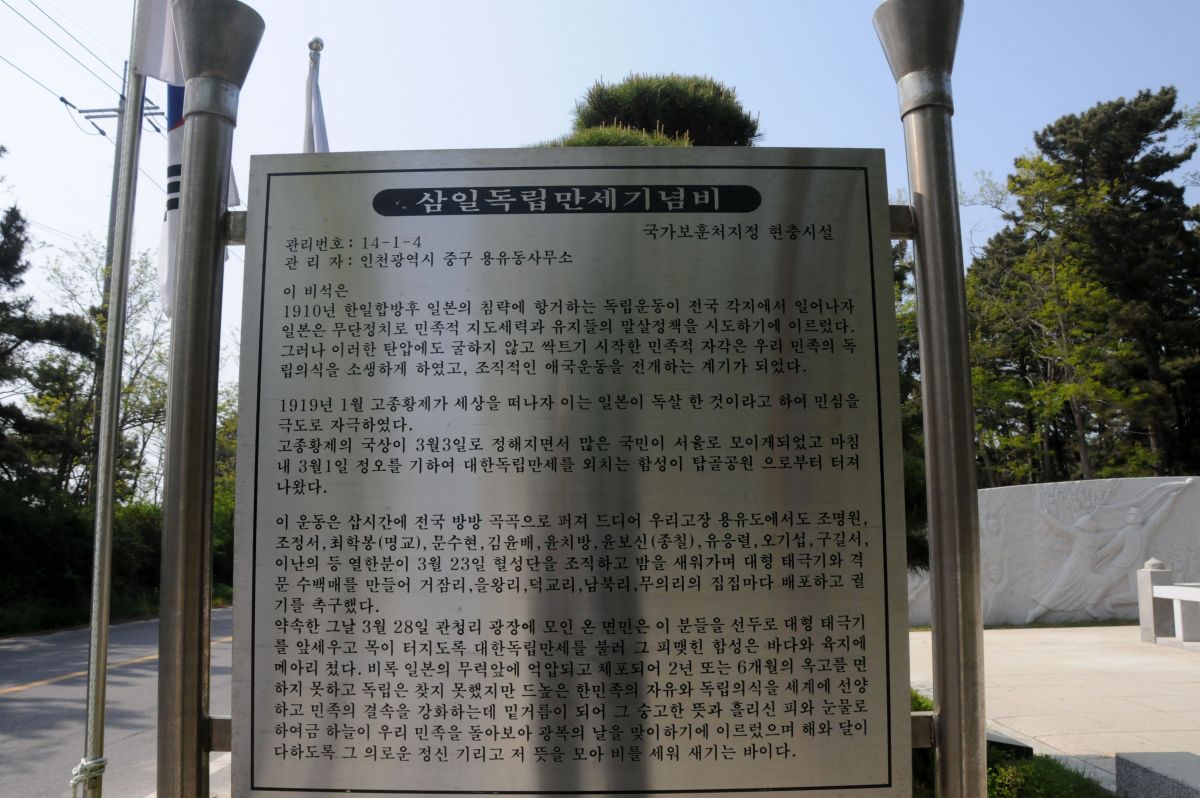 삼일독립만세기념비
국가보훈처지정 현충시설
관리번호 : 14-1-4
관 리 자 : 인천광역시 중구 용유동사무소
이 비석은
1910년 한일합방후 일본의 침략에 항거하는 독립운동이 전국 각지에서 일어나자
일본은 무단정치로 민족적 지도세력과 유지들의 말살정책을 시도하기에 이르렀다.
그러나 이러한 탄압에도 굴하지 않고 싹트기 시작한 민족적 자각은 우리 민족의 독
립의식을 소생하게 하였고, 조직적인 애국운동을 전개하는 계기가 되었다.
1919년 1월 고종황제가 세상을 떠나자 이는 일본이 독살 한 것이라고 하여 민심을
극도로 자극하였다.
고종황제의 국상이 3월3일로 정해지면서 많은 국민이 서울로 모이게되었고 마침
내 3월1일 정오를 기하여 대한독립만세를 외치는 함성이 탑골공원 으로부터 터져
나왔다.
이 운동은 삽시간에 전국 방방 곡곡으로 퍼져 드디어 우리고장 용유도에서도 조명원,
조정서, 최학봉(명교), 문수현, 김윤배, 윤치방, 윤보신(종칠), 유응렬, 오기섭, 구길서,
이난의 등 열한분이 3월 23일 혈성단을 조직하고 밤을 새워가며 대형 태극기와 격
문 수백매를 만들어 거잠리, 을왕리, 덕교리, 남북리, 무의리의 집집마다 배포하고 궐
기를 촉구했다.
약속한 그날 3월 28일 관청리 광장에 모인 온 면민은 이 분들을 선두로 대형 태극기
를 앞세우고 목이 터지도록 대한독립만세를 불러 그 피맺힌 함성은 바다와 육지에
메아리 쳤다. 비록 일본의 무력앞에 억압되고 체포되어 2년 또는 6개월의 옥고를 면
하지 못하고 독립은 찾지 못했지만 드높은 한민족의 자유와 독립의식을 세계에 선양
하고 민족의 결속을 강화하는데 밑거름이 되어 그 숭고한 뜻과 흘리신 피와 눈물로
하여금 하늘이 우리 민족을 돌아보아 광복의 날을 맞이하기에 이르렀으며 해와 달이
다하도록 그 의로운 정신 기리고 저 뜻을 모아 비를 세워 새기는 바이다.